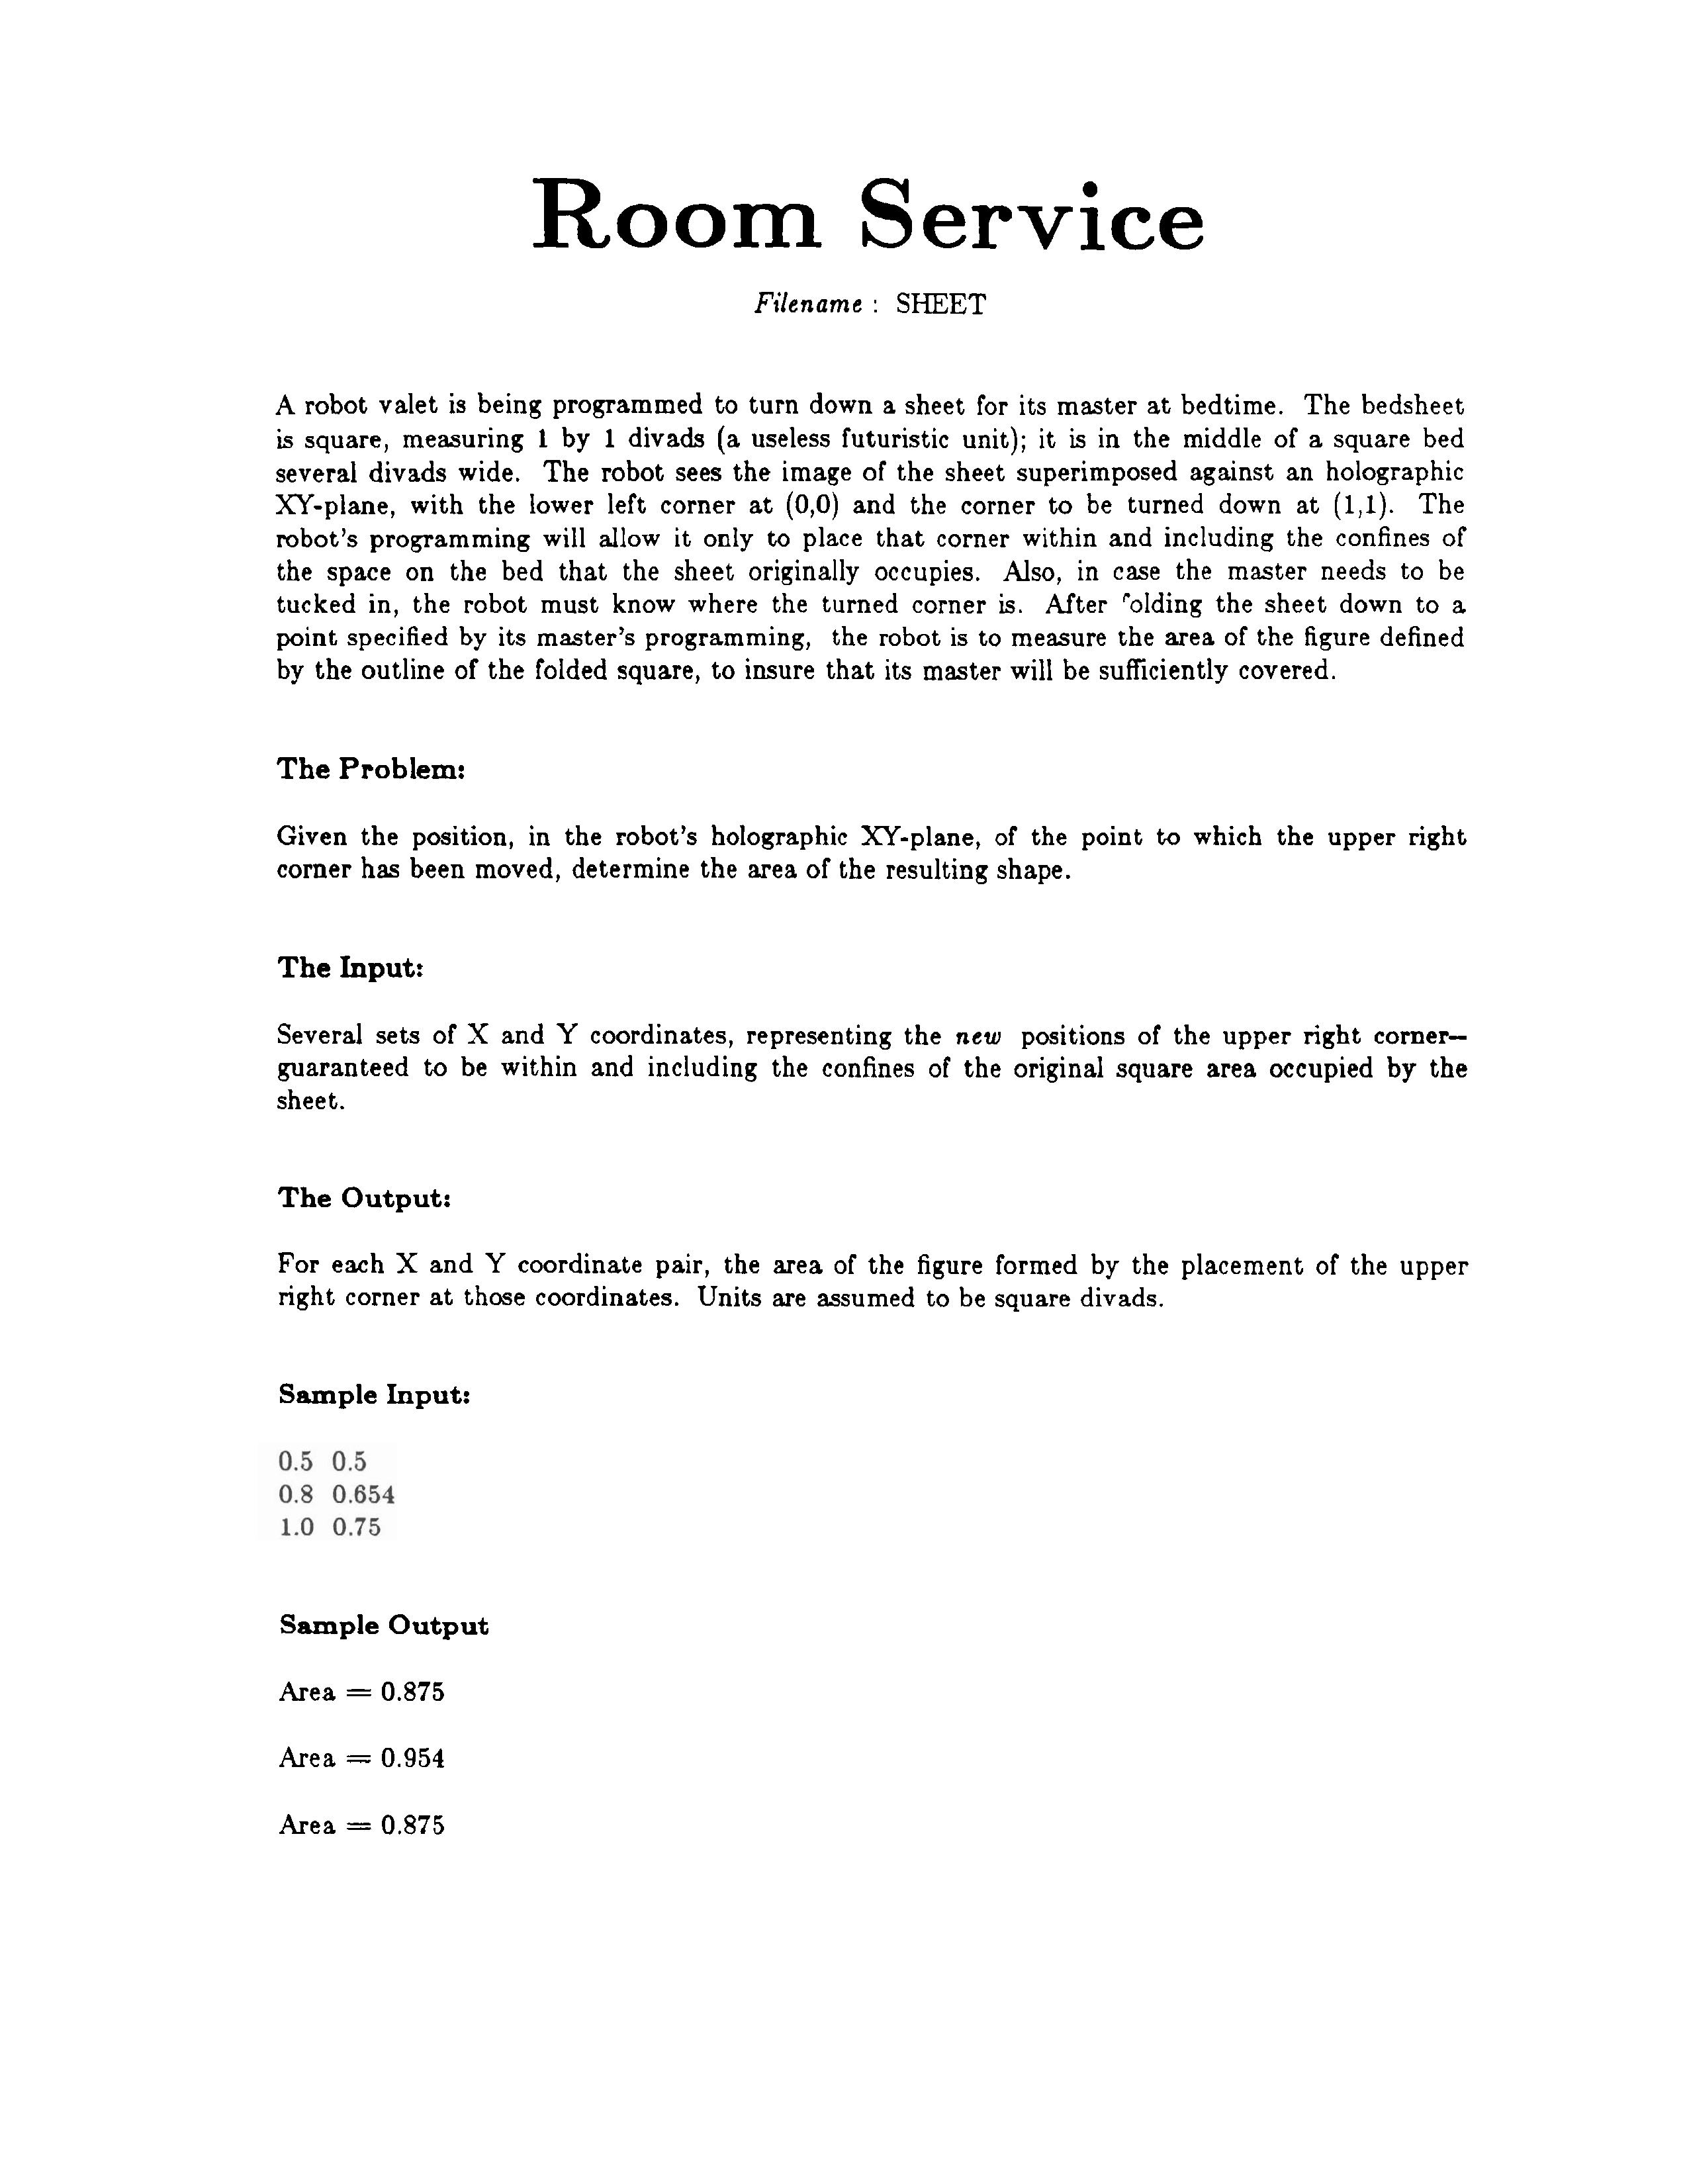 Room Service
Filename : SHEET
A robot valet is being programmed to turn down a sheet for its master at bedtime. The bedsheet
is square, measuring 1 by 1 divads (a useless futuristic unit); it is in the middle of a square bed
several divads wide. The robot sees the image of the sheet superimposed against an holographic
XY-plane, with the lower left corner at (0,0) and the corner to be turned down at (1,1). The
robot's programming will allow it only to place that corner within and including the confines of
the space on the bed that the sheet originally occupies. Also, in case the master needs to be
tucked in, the robot must know where the turned corner is. After folding the sheet down to a
point specified by its master's programming, the robot is to measure the area of the figure defined
by the outline of the folded square, to insure that its master will be sufficiently covered.
The Problem:
Given the position, in the robot's holographic XY-plane, of the point to which the upper right
corner has been moved, determine the area of the resulting shape.
The Input:
Several sets of X and Y coordinates, representing the new positions of the upper right corner—
guaranteed to be within and including the confines of the original square area occupied by the
sheet.
The Output:
For each X and Y coordinate pair, the area of the figure formed by the placement of the upper
right corner at those coordinates. Units are assumed to be square divads.
Sample Input:
0.5 0.5
0.8 0.654
1.0 0.75
Sample Output
Area = 0.875
Area = 0.954
Area = 0.875